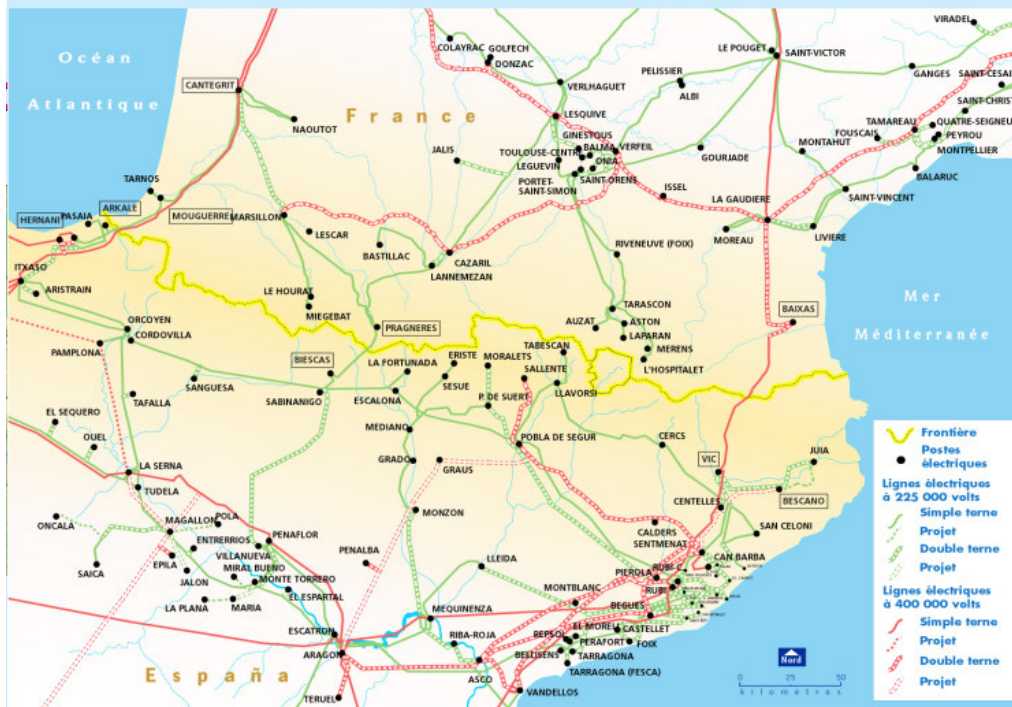 Océan
Atlantique
France
España
Mer
Méditerranée
VIRADEL
COLAYRAC
GOLFECH
DONZAC
LE POUGET
SAINT-VICTOR
GANGES
SAINT-CESAI
SAINT-CHRIST
CANTEGRIT
NAOUTOT
VERLHAGUET
PELISSIER
ALBI
LESQUIVE
TAMAREAU
QUATRE-SEIGNEU
FOUSCAIS
PEYROU
MONTPELLIER
GINESTOUS
TOULOUSE-CENTRE
BALMA
VERFEIL
JALIS
LEGUEVIN
ONIA
GOURJADE
MONTAHUT
BALARUC
PORTET-
SAINT-SIMON
SAINT-ORENS
ISSEL
SAINT-VINCENT
TARNOS
LA GAUDIERE
HERNANI
PASAIA
ARKALE
MOUGUERRE
MARSILLON
LESCAR
BASTILLAC
CAZARIL
LANNEMEZAN
RIVENEUVE (FOIX)
MOREAU
LIVIERE
ITXASO
ARISTRAIN
LE HOURAT
MIEGEBAT
PRAGNERES
TARASCON
AUZAT
ASTON
LAPARAN
BAIXAS
ORCOYEN
CORDOVILLA
PAMPLONA
MERENS
L'HOSPITALET
BIESCAS
LA FORTUNADA
ERISTE
MORALETS
TABESCAN
SALLENTE
SANGUESA
TAFALLA
SABINANIGO
ESCALONA
SESUE
P. DE SUERT
LLAVORSI
EL SEQUERO
OUEL
MEDIANO
POBLA DE SEGUR
CERCS
JUIA
LA SERNA
TUDELA
GRADO
GRAUS
VIC
BESCANO
ONCALA
MAGALLON
POLA
MONZON
CENTELLES
SAN CELONI
ENTRERRIOS
PENAFLOR
VILLANUEVA
PENALBA
CALDERS
SENTMENAT
SAICA
EPILA
JALON
MIRAL BUENO
MONTE TORRERO
LLEIDA
PIEROLA
RUBI-C
CAN BARBA
RUBI
LA PLANA
MARIA
EL ESPARTAL
MEQUINENZA
MONTBLANC
BEGUES
ESCATRON
ARAGON
RIBA-ROJA
REPSOL
EL MOREL
CASTELLET
PERAFORT
FOIX
BELLISENS
TARRAGONA
TARRAGONA (FESCA)
TERUEL
ASCO
VANDELLOS
Frontière
Postes
électriques
Lignes électriques
à 225 000 volts
Simple terne
Projet
Double terne
Projet
Lignes électriques
à 400 000 volts
Simple terne
Projet
Double terne
Projet
Nord
0 25 50
kilomètres